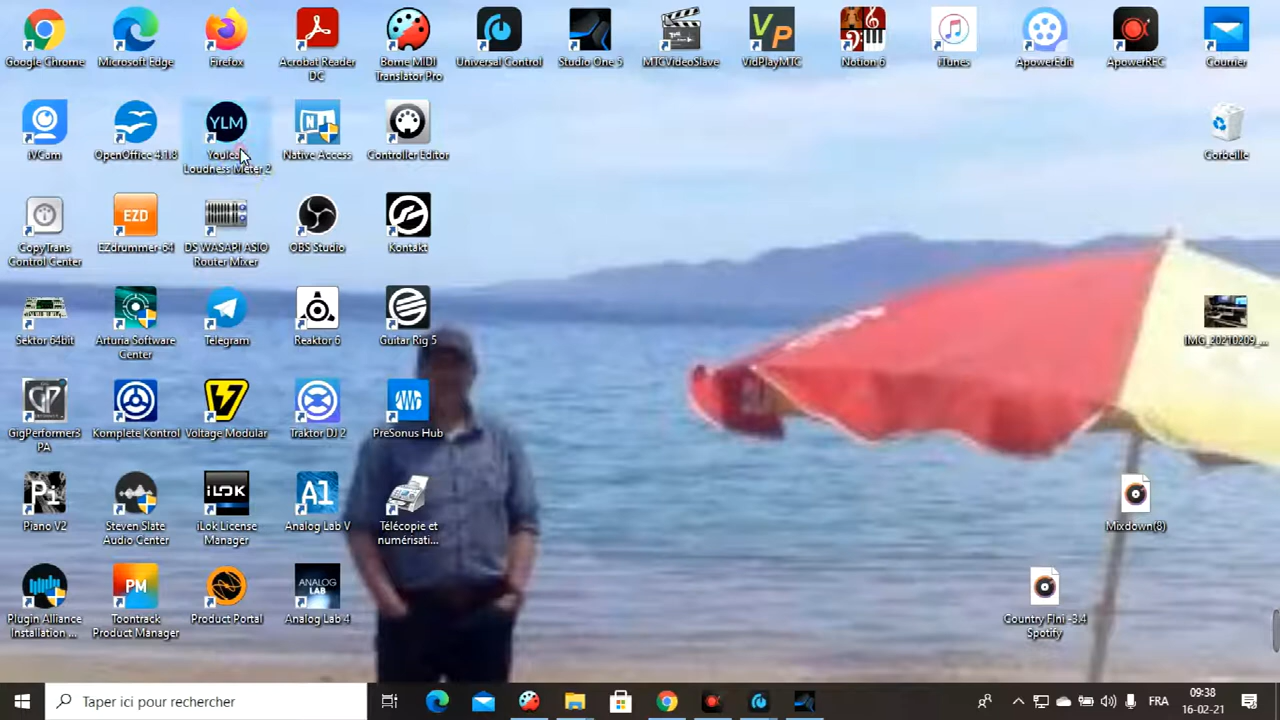 Google Chrome
Microsoft Edge
Firefox
Acrobat Reader
DC
Bome MIDI
Translator Pro
Universal Control
Studio One 5
MTCVideoSlave
VP
VidPlayMTC
Notion 6
iTunes
ApowerEdit
ApowerREC
Courrier
iVCam
OpenOffice 4.1.8
YLM
Loudness Meter 2
Native Access
Controller Editor
Corbeille
CopyTrans
Control Center
EZD
EZdrummer-64
DS WASAPI ASIO
Router Mixer
OBS Studio
Kontakt
Sektor 64bit
Arturia Software
Center
Telegram
Reaktor 6
Guitar Rig 5
IMG_20210209_...
GigPerformer3
PA
Komplete Kontrol
Voltage Modular
Traktor DJ 2
PreSonus Hub
Pi
Piano V2
Steven Slate
Audio Center
iLOK
iLok License
Manager
Analog Lab V
Télécopie et
numérisati...
Mixdown(8)
Plugin Alliance
Installation ...
PM
Toontrack
Product Manager
Product Portal
ANALOG
LAB
Analog Lab 4
Country FIni -3.4
Spotify
Taper ici pour rechercher
FRA
09:38
16-02-21